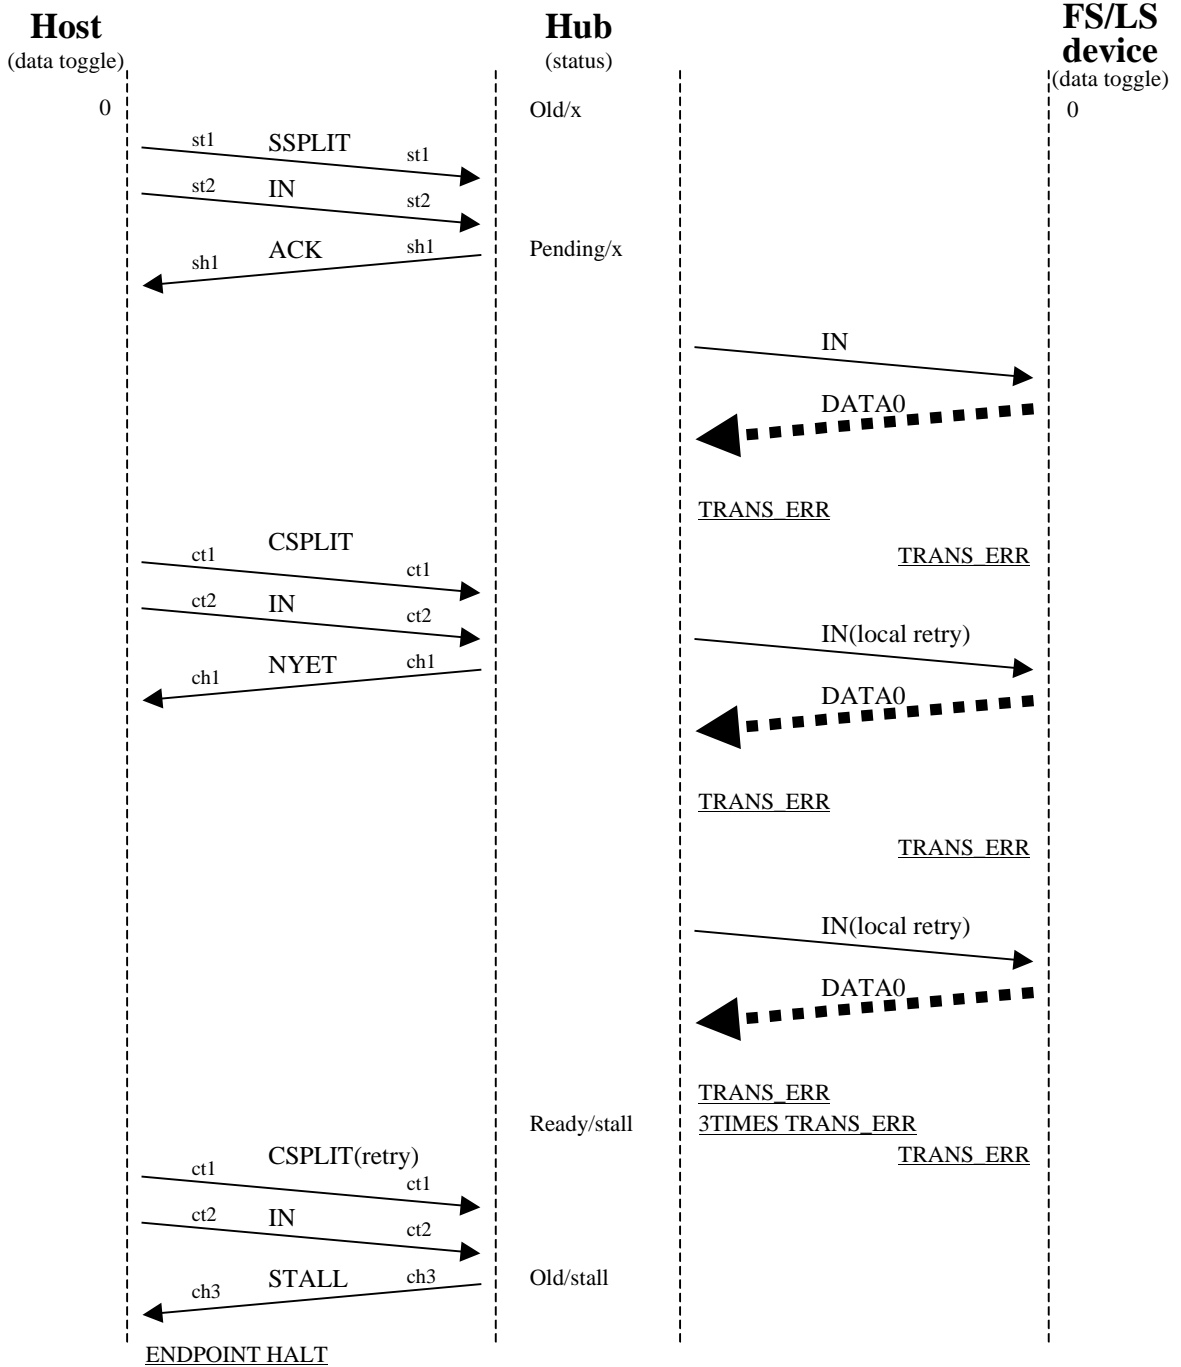 Host
(data toggle)
Hub
(status)
FS/LS
device
(data toggle)
0
Old/x
0
st1
SSPLIT
st1
st2
IN
st2
ACK
sh1
sh1
Pending/x
IN
DATA0
TRANS_ERR
TRANS_ERR
CSPLIT
ct1
ct1
ct2
IN
ct2
NYET
ch1
ch1
IN(local retry)
DATA0
TRANS_ERR
TRANS_ERR
IN(local retry)
DATA0
TRANS_ERR
Ready/stall
3TIMES TRANS_ERR
TRANS_ERR
CSPLIT(retry)
ct1
ct1
ct2
IN
ct2
STALL
ch3
ch3
Old/stall
ENDPOINT HALT